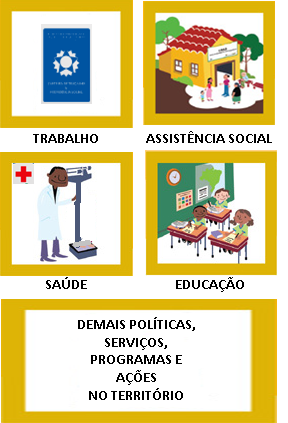 TRABALHO
ASSISTÊNCIA SOCIAL
SAÚDE
EDUCAÇÃO
DEMAIS POLÍTICAS,
SERVIÇOS,
PROGRAMAS E
AÇÕES
NO TERRITÓRIO